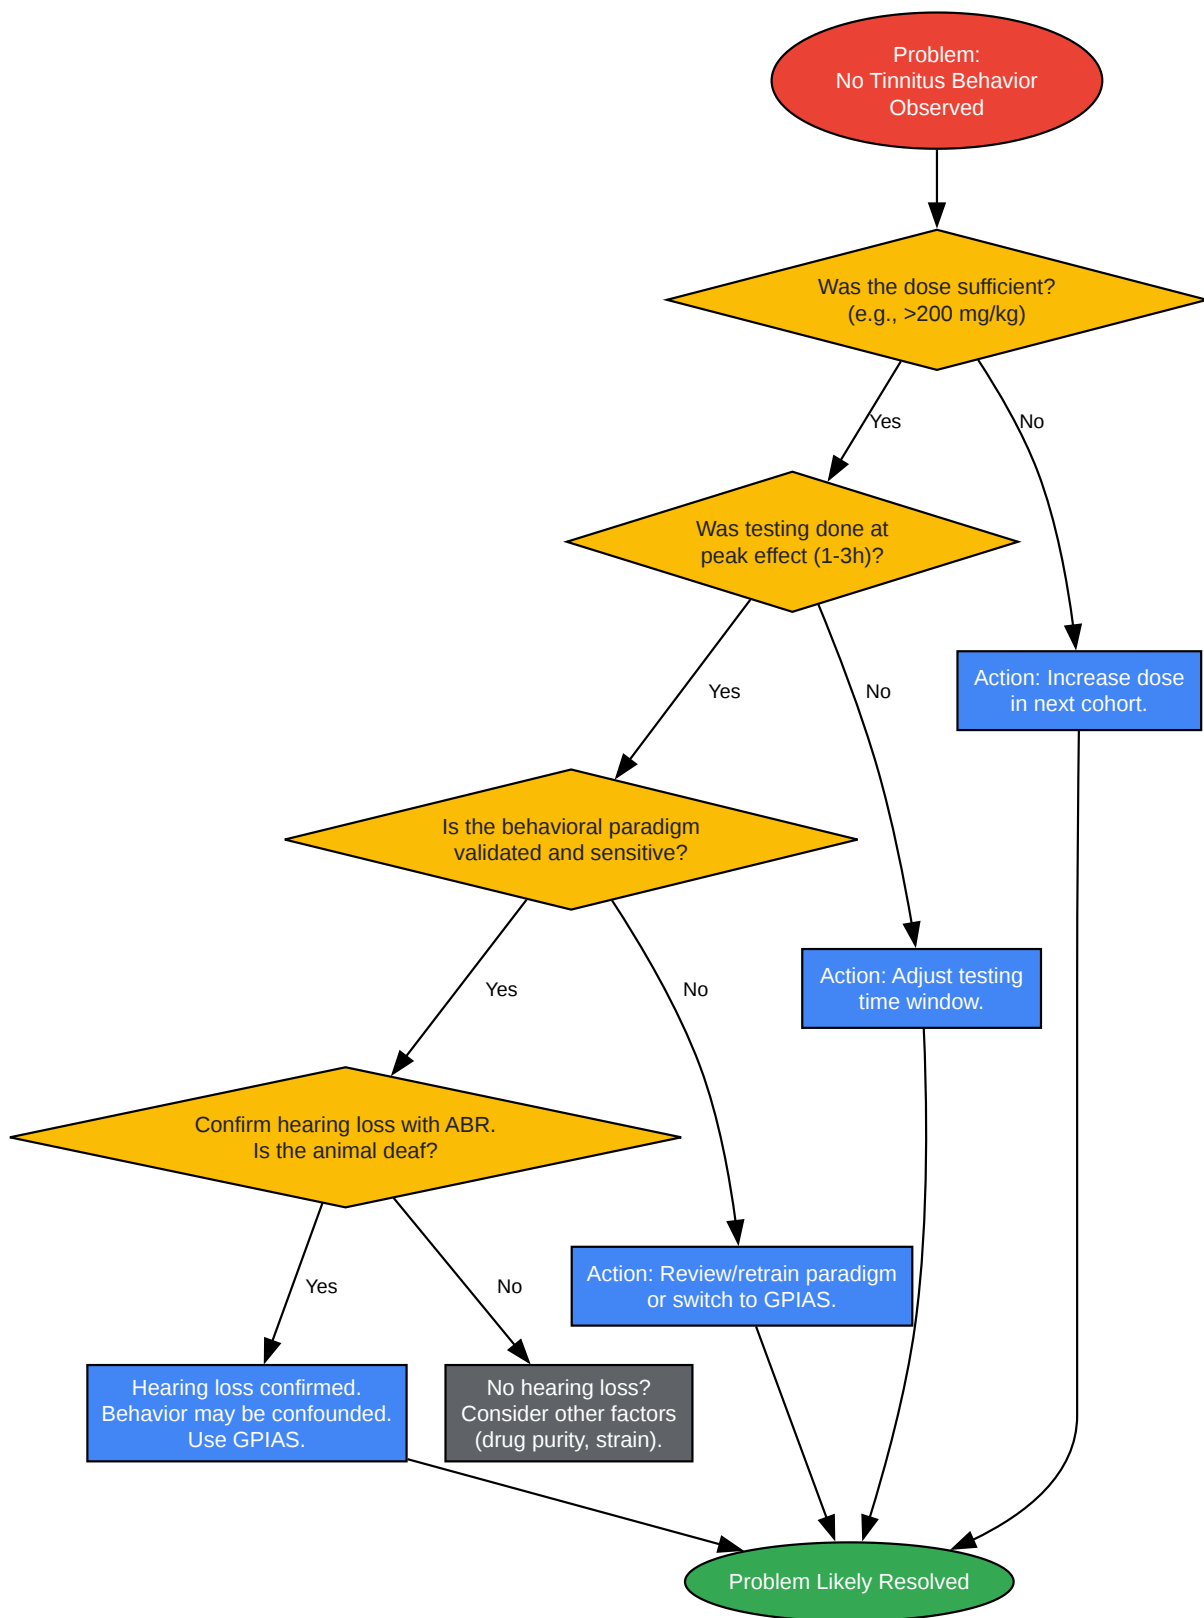 Problem:
No Tinnitus Behavior
Observed
Was the dose sufficient?
(e.g., >200 mg/kg)
Yes
No
Was testing done at
peak effect (1-3h)?
Action: Increase dose
in next cohort.
Yes
No
Is the behavioral paradigm
validated and sensitive?
Action: Adjust testing
time window.
Yes
No
Confirm hearing loss with ABR.
Is the animal deaf?
Action: Review/retrain paradigm
or switch to GPIAS.
Yes
No
Hearing loss confirmed.
Behavior may be confounded.
Use GPIAS.
No hearing loss?
Consider other factors
(drug purity, strain).
Problem Likely Resolved